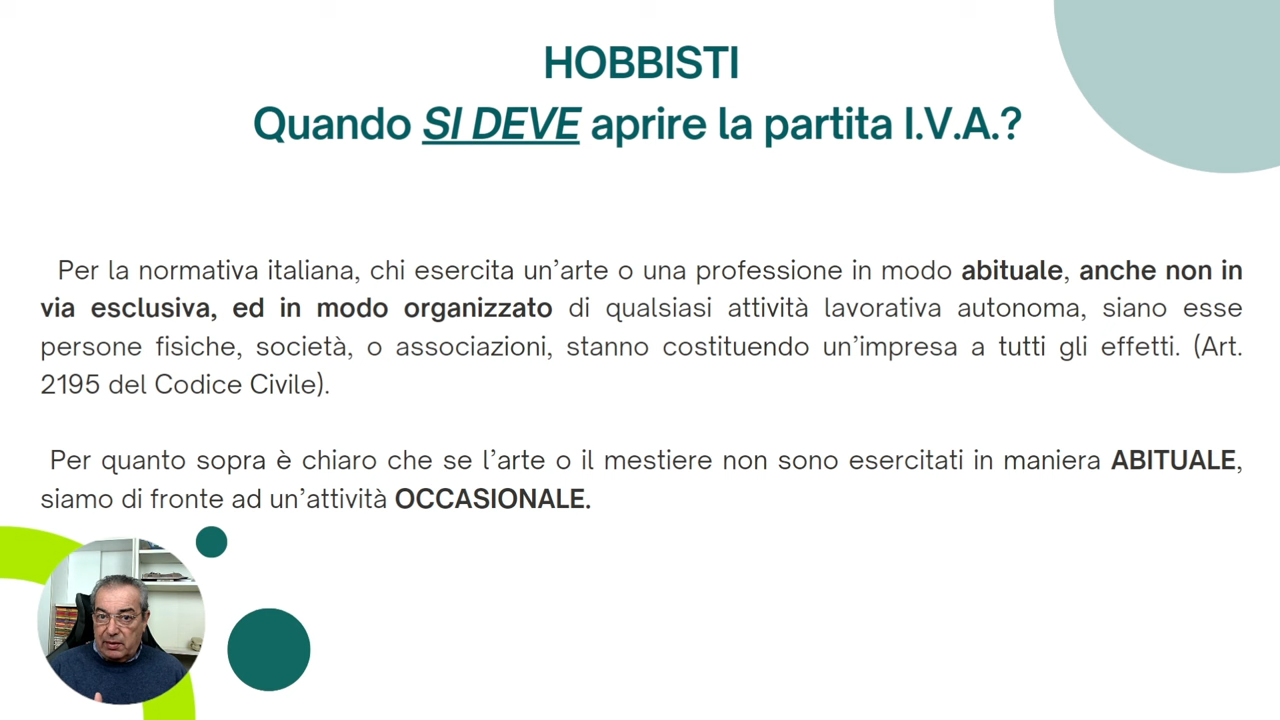 HOBBISTI
Quando SI DEVE aprire la partita I.V.A.?
Per la normativa italiana, chi esercita un’arte o una professione in modo abituale, anche non in
via esclusiva, ed in modo organizzato di qualsiasi attività lavorativa autonoma, siano esse
persone fisiche, società, o associazioni, stanno costituendo un’impresa a tutti gli effetti. (Art.
2195 del Codice Civile).
Per quanto sopra è chiaro che se l’arte o il mestiere non sono esercitati in maniera ABITUALE,
siamo di fronte ad un’attività OCCASIONALE.